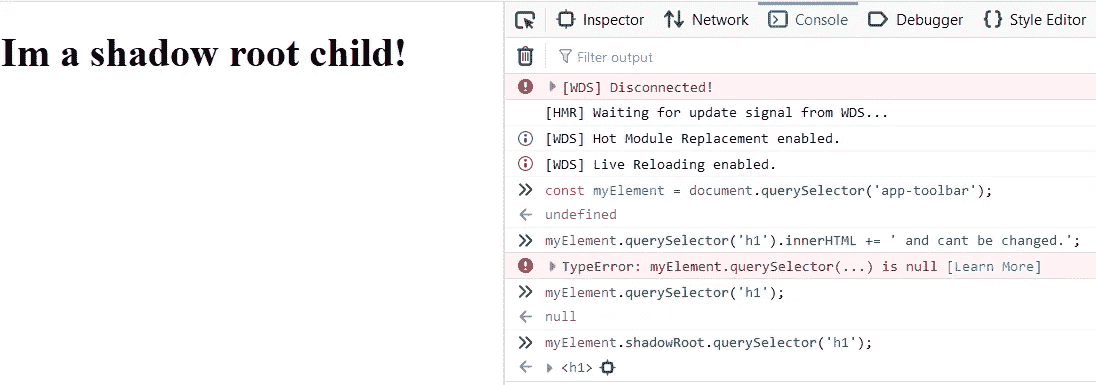 Im a shadow root child!
Inspector Network Console Debugger {} Style Editor
Filter output
[WDS] Disconnected!
[HMR] Waiting for update signal from WDS...
[WDS] Hot Module Replacement enabled.
[WDS] Live Reloading enabled.
const myElement = document.querySelector('app-toolbar');
undefined
myElement.querySelector('h1').innerHTML += ' and cant be changed.';
TypeError: myElement.querySelector(...) is null [Learn More]
myElement.querySelector('h1');
null
myElement.shadowRoot.querySelector('h1');
<h1>